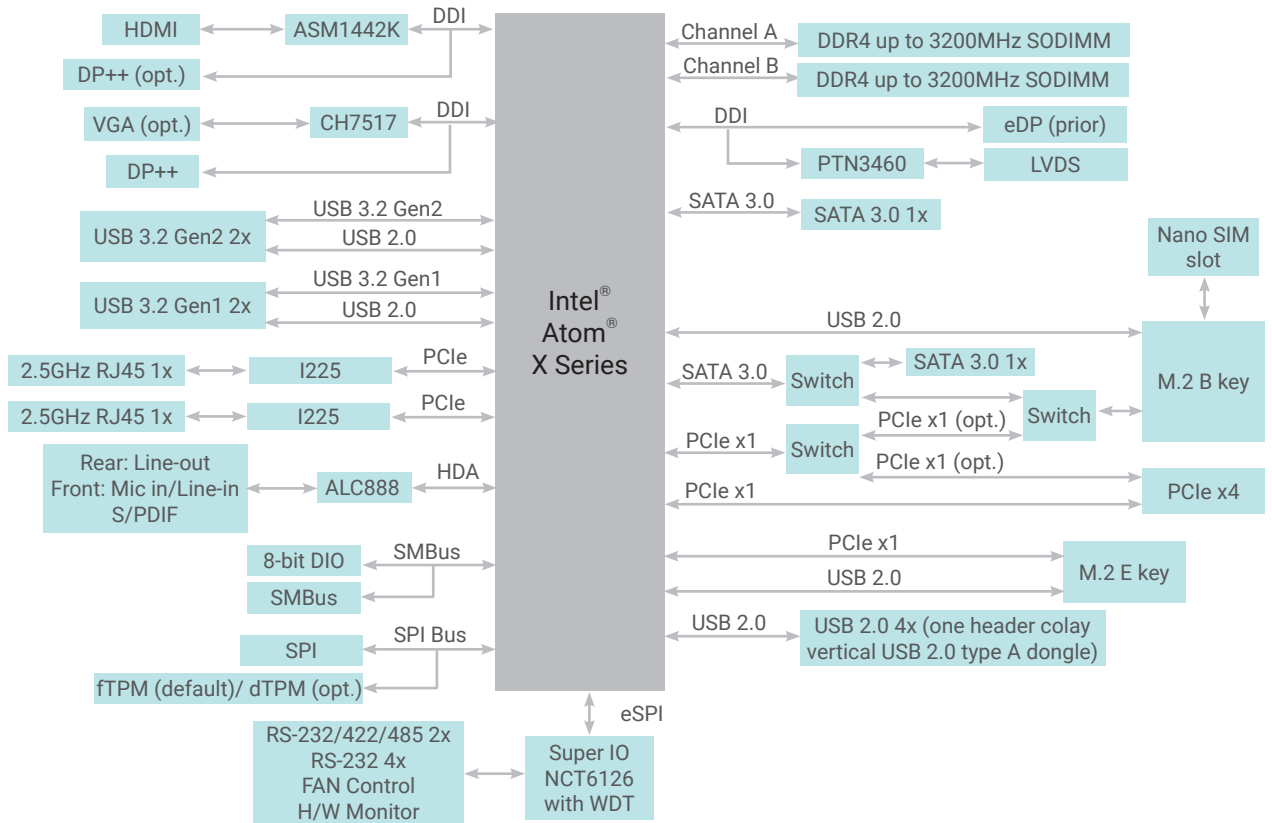 HDMI
ASM1442K
DDI
DP++ (opt.)
VGA (opt.)
CH7517
DDI
DP++
USB 3.2 Gen2 2x
USB 3.2 Gen2
USB 2.0
USB 3.2 Gen1 2x
USB 3.2 Gen1
USB 2.0
2.5GHz RJ45 1x
I225
PCIe
2.5GHz RJ45 1x
I225
PCIe
Rear: Line-out
Front: Mic in/Line-in
S/PDIF
ALC888
HDA
8-bit DIO
SMBus
SMBus
SPI
SPI Bus
fTPM (default)/ dTPM (opt.)
RS-232/422/485 2x
RS-232 4x
FAN Control
H/W Monitor
Super IO
NCT6126
with WDT
eSPI
Intel®
Atom®
X Series
Channel A
DDR4 up to 3200MHz SODIMM
Channel B
DDR4 up to 3200MHz SODIMM
DDI
eDP (prior)
PTN3460
LVDS
SATA 3.0
SATA 3.0 1x
Nano SIM
slot
USB 2.0
M.2 B key
SATA 3.0
Switch
SATA 3.0 1x
Switch
PCIe x1 (opt.)
PCIe x1
Switch
PCIe x1 (opt.)
PCIe x1
PCIe x4
PCIe x1
USB 2.0
M.2 E key
USB 2.0
USB 2.0 4x (one header colay
vertical USB 2.0 type A dongle)